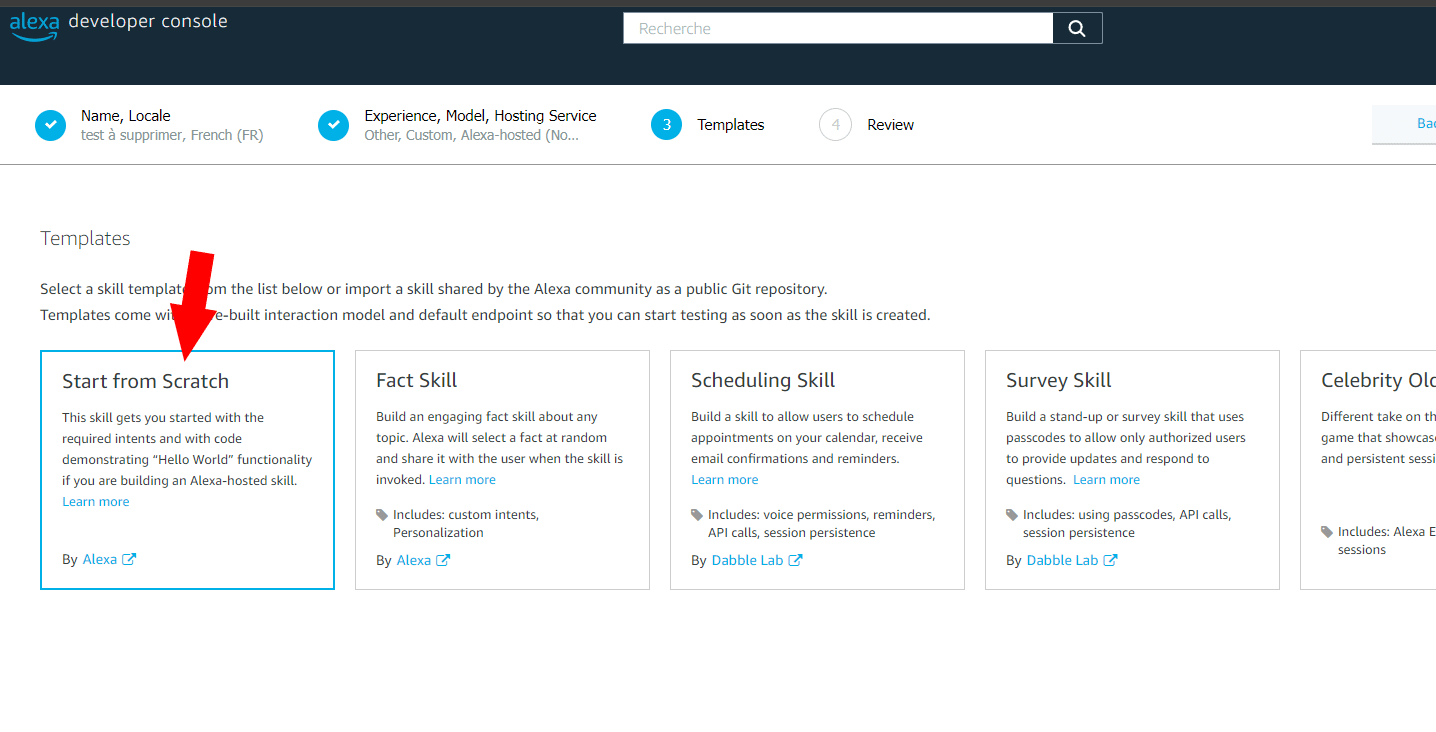 alexa developer console
Recherche
Name, Locale
test à supprimer, French (FR)
Experience, Model, Hosting Service
Other, Custom, Alexa-hosted (No...
3
Templates
4
Review
Templates
Select a skill template from the list below or import a skill shared by the Alexa community as a public Git repository.
Templates come with e-built interaction model and default endpoint so that you can start testing as soon as the skill is created.
Start from Scratch
This skill gets you started with the
required intents and with code
demonstrating “Hello World” functionality
if you are building an Alexa-hosted skill.
Learn more
By Alexa
Fact Skill
Build an engaging fact skill about any
topic. Alexa will select a fact at random
and share it with the user when the skill is
invoked. Learn more
Includes: custom intents,
Personalization
By Alexa
Scheduling Skill
Build a skill to allow users to schedule
appointments on your calendar, receive
email confirmations and reminders.
Learn more
Includes: voice permissions, reminders,
API calls, session persistence
By Dabble Lab
Survey Skill
Build a stand-up or survey skill that uses
passcodes to allow only authorized users
to provide updates and respond to
questions. Learn more
Includes: using passcodes, API calls,
session persistence
By Dabble Lab
Celebrity Old
Different take on th
game that showcase
and persistent sessi
Includes: Alexa E
sessions